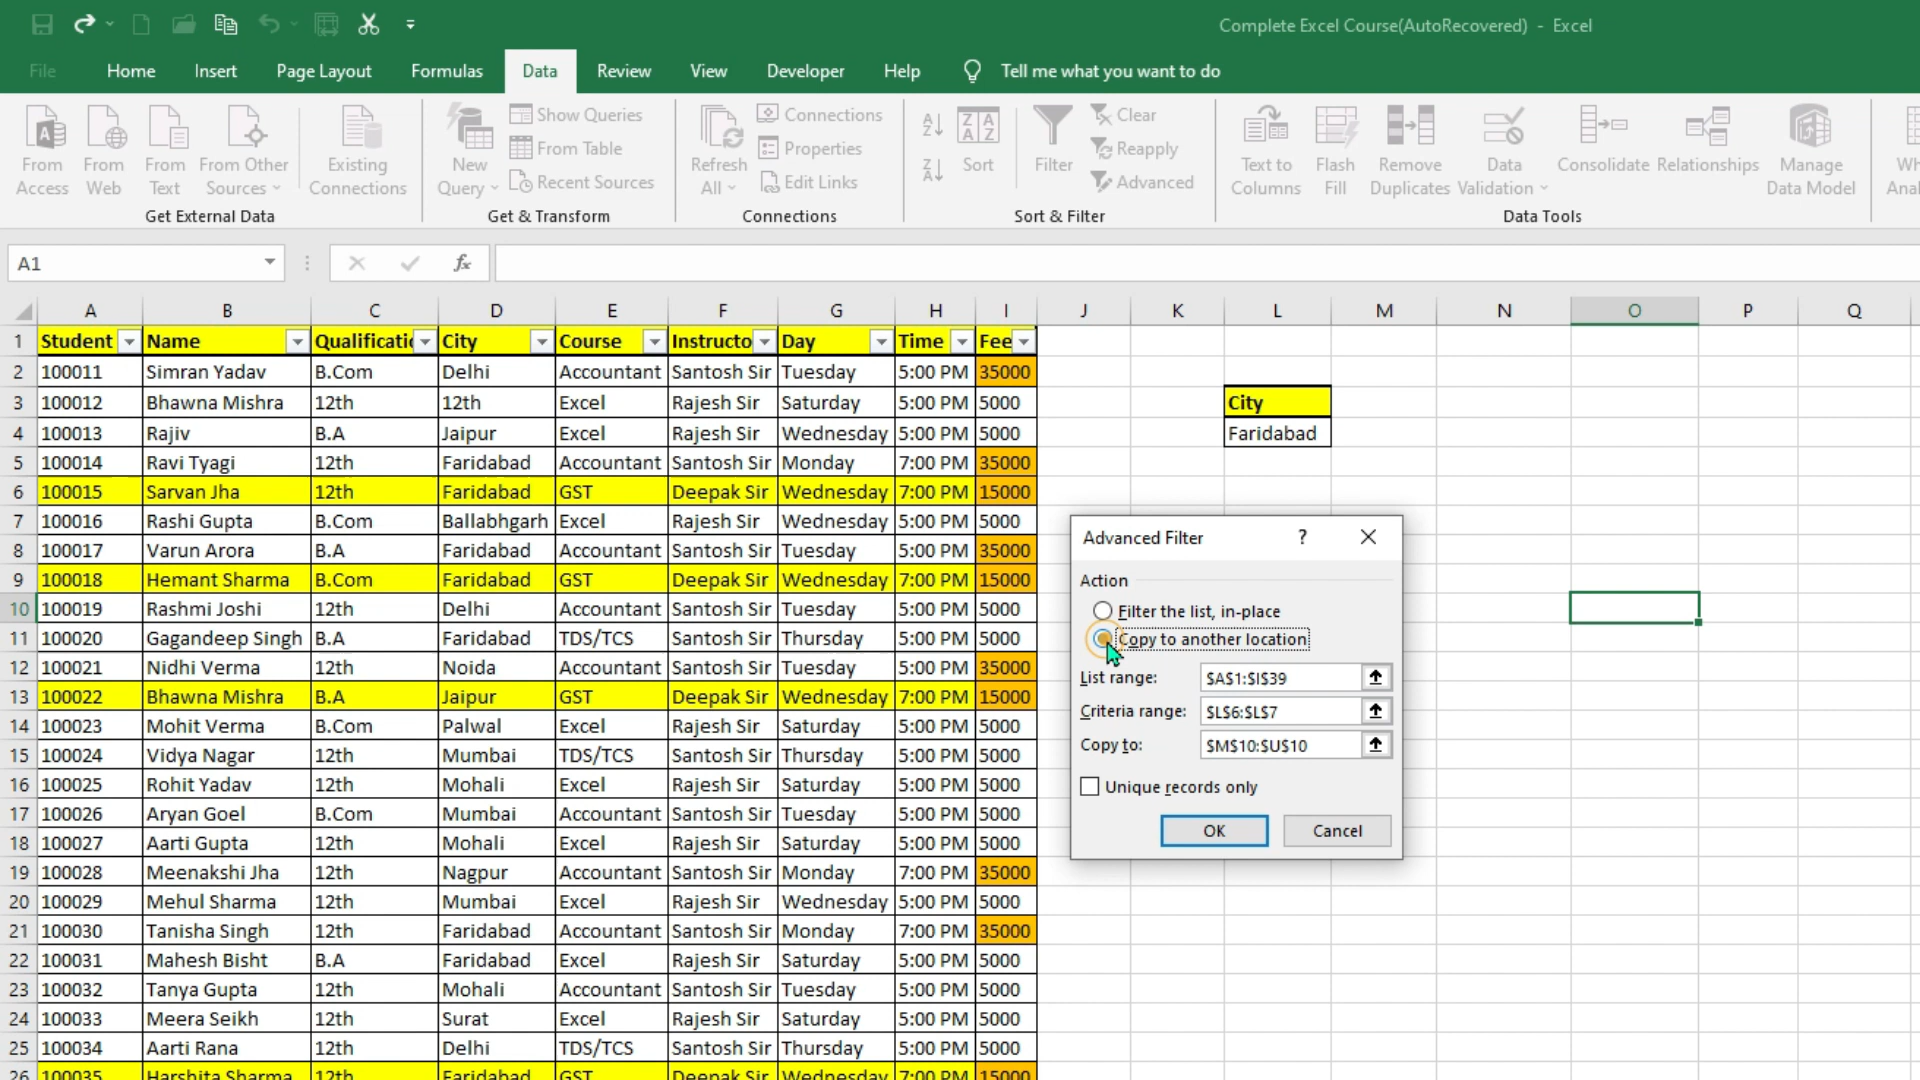 Complete Excel Course(AutoRecovered) - Excel
File Home Insert Page Layout Formulas Data Review View Developer Help Tell me what you want to do
From Access
From Web
From Text
From Other Sources
Existing Connections
Get External Data
New Query
Show Queries
From Table
Recent Sources
Get & Transform
Refresh All
Connections
Properties
Edit Links
Connections
Sort
Filter
Clear
Reapply
Advanced
Sort & Filter
Text to Columns
Flash Fill
Remove Duplicates
Data Validation
Consolidate
Relationships
Manage Data Model
Data Tools
A1
fx
A B C D E F G H I J K L M N O P Q
1 Student Name Qualificatic City Course Instructo Day Time Fee
2 100011 Simran Yadav B.Com Delhi Accountant Santosh Sir Tuesday 5:00 PM 35000
3 100012 Bhawna Mishra 12th 12th Excel Rajesh Sir Saturday 5:00 PM 5000 City
4 100013 Rajiv B.A Jaipur Excel Rajesh Sir Wednesday 5:00 PM 5000 Faridabad
5 100014 Ravi Tyagi 12th Faridabad Accountant Santosh Sir Monday 7:00 PM 35000
6 100015 Sarvan Jha 12th Faridabad GST Deepak Sir Wednesday 7:00 PM 15000
7 100016 Rashi Gupta B.Com Ballabhgarh Excel Rajesh Sir Wednesday 5:00 PM 5000
8 100017 Varun Arora B.A Faridabad Accountant Santosh Sir Tuesday 5:00 PM 35000
9 100018 Hemant Sharma B.Com Faridabad GST Deepak Sir Wednesday 7:00 PM 15000
10 100019 Rashmi Joshi 12th Delhi Accountant Santosh Sir Tuesday 5:00 PM 5000
11 100020 Gagandeep Singh B.A Faridabad TDS/TCS Santosh Sir Thursday 5:00 PM 5000
12 100021 Nidhi Verma 12th Noida Accountant Santosh Sir Tuesday 5:00 PM 35000
13 100022 Bhawna Mishra B.A Jaipur GST Deepak Sir Wednesday 7:00 PM 15000
14 100023 Mohit Verma B.Com Palwal Excel Rajesh Sir Saturday 5:00 PM 5000
15 100024 Vidya Nagar 12th Mumbai TDS/TCS Santosh Sir Thursday 5:00 PM 5000
16 100025 Rohit Yadav 12th Mohali Excel Rajesh Sir Saturday 5:00 PM 5000
17 100026 Aryan Goel B.Com Mumbai Accountant Santosh Sir Tuesday 5:00 PM 5000
18 100027 Aarti Gupta 12th Mohali Excel Rajesh Sir Saturday 5:00 PM 5000
19 100028 Meenakshi Jha 12th Nagpur Accountant Santosh Sir Monday 7:00 PM 35000
20 100029 Mehul Sharma 12th Mumbai Excel Rajesh Sir Wednesday 5:00 PM 5000
21 100030 Tanisha Singh 12th Faridabad Accountant Santosh Sir Monday 7:00 PM 35000
22 100031 Mahesh Bisht B.A Faridabad Excel Rajesh Sir Saturday 5:00 PM 5000
23 100032 Tanya Gupta 12th Mohali Accountant Santosh Sir Tuesday 5:00 PM 5000
24 100033 Meera Seikh 12th Surat Excel Rajesh Sir Saturday 5:00 PM 5000
25 100034 Aarti Rana 12th Delhi TDS/TCS Santosh Sir Thursday 5:00 PM 5000
26 100035 Harshita Sharma 12th Faridabad GST Deepak Sir Wednesday 7:00 PM 15000
Advanced Filter ?
Action
Filter the list, in-place
Copy to another location
List range: $A$1:$I$39
Criteria range: $L$6:$L$7
Copy to: $M$10:$U$10
Unique records only
OK Cancel